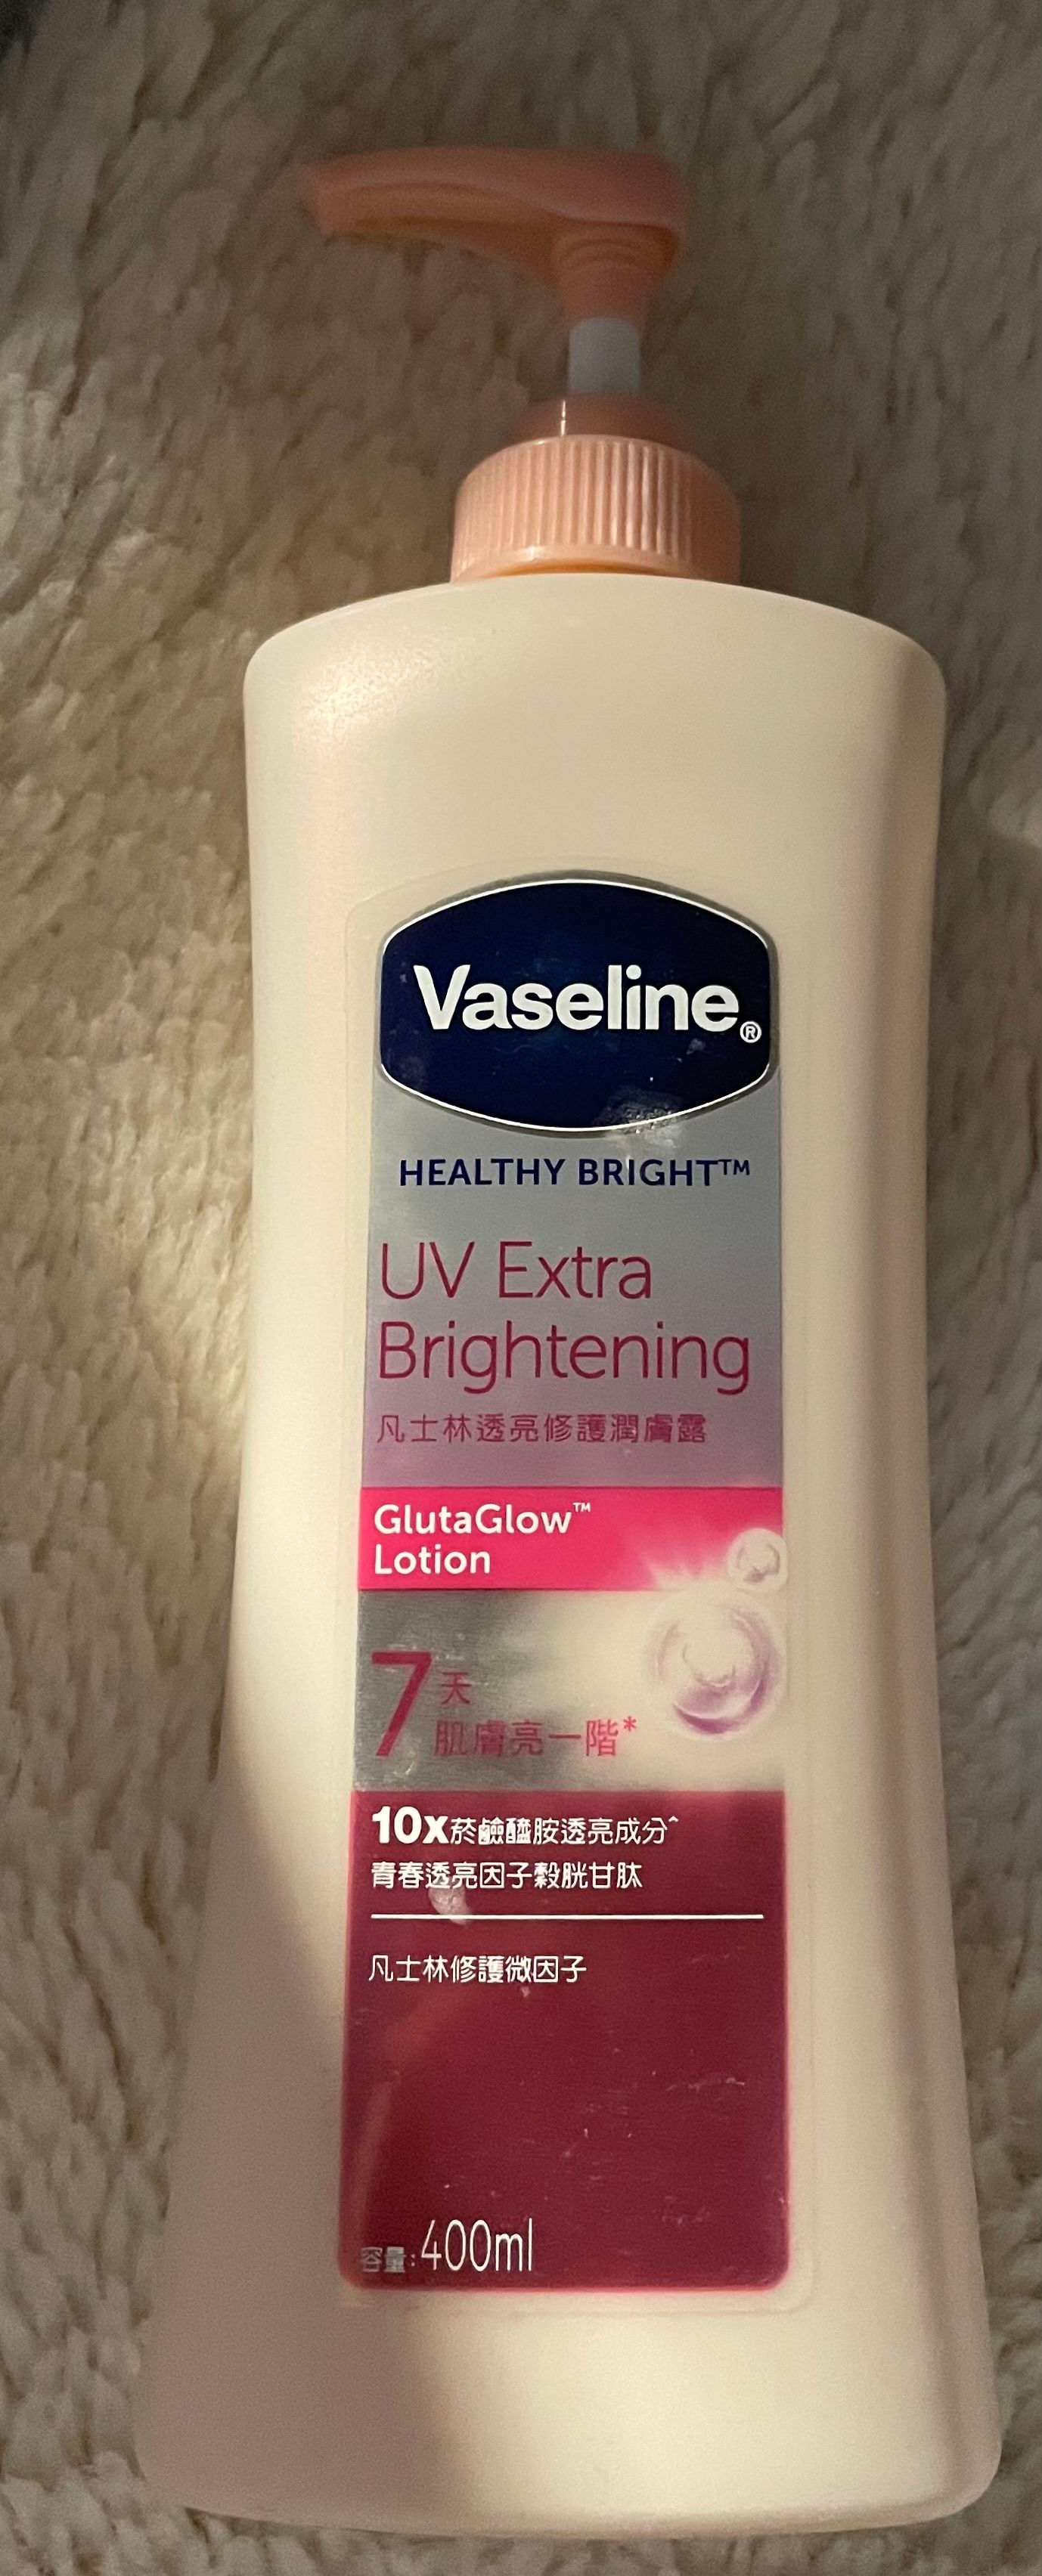 Vaseline®
HEALTHY BRIGHT™
UV Extra
Brightening
凡士林透亮修護潤膚露
GlutaGlow™
Lotion
7天
肌膚亮一階*
10x菸鹼醯胺透亮成分^
青春透亮因子穀胱甘肽
凡士林修護微因子
容量:400ml